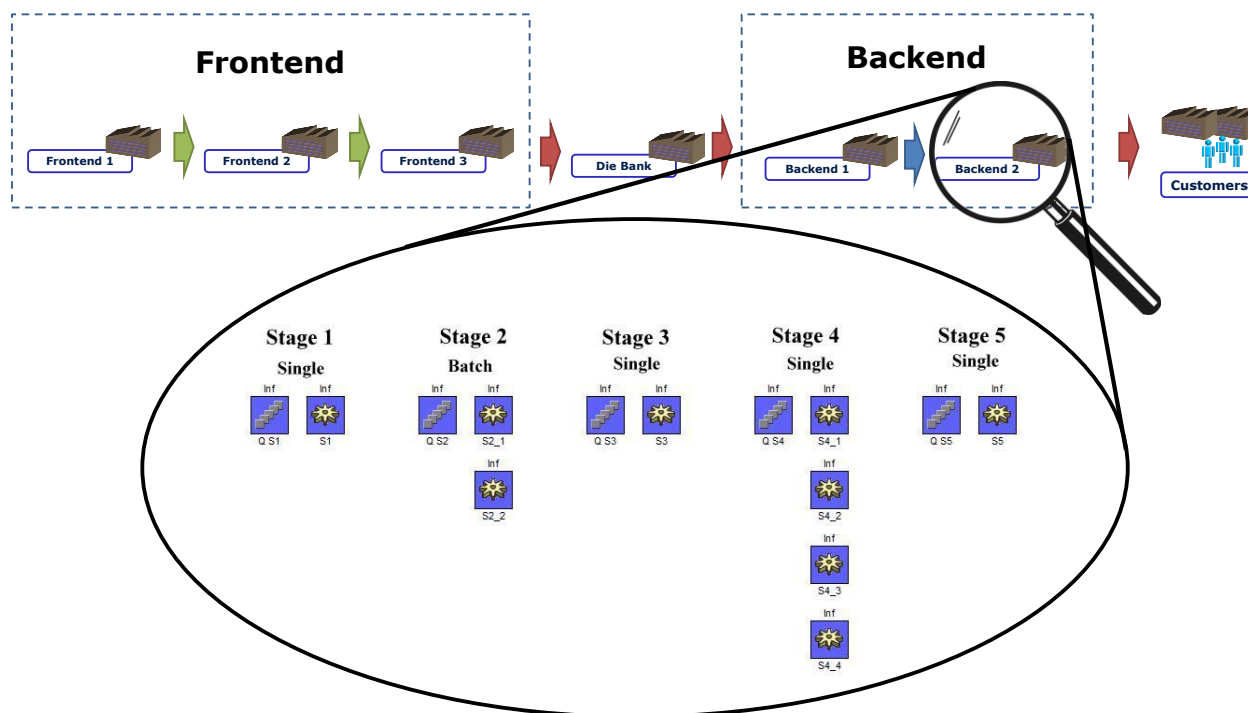 Frontend
Backend
Frontend 1
Frontend 2
Frontend 3
Die Bank
Backend 1
Backend 2
Customers
Stage 1
Single
Stage 2
Batch
Stage 3
Single
Stage 4
Single
Stage 5
Single
Inf
Inf
Inf
Inf
Inf
Inf
Inf
Inf
Inf
Inf
Q S1
S1
Q S2
S2_1
Q S3
S3
Q S4
S4_1
Q S5
S5
Inf
Inf
S2_2
S4_2
Inf
S4_3
Inf
S4_4